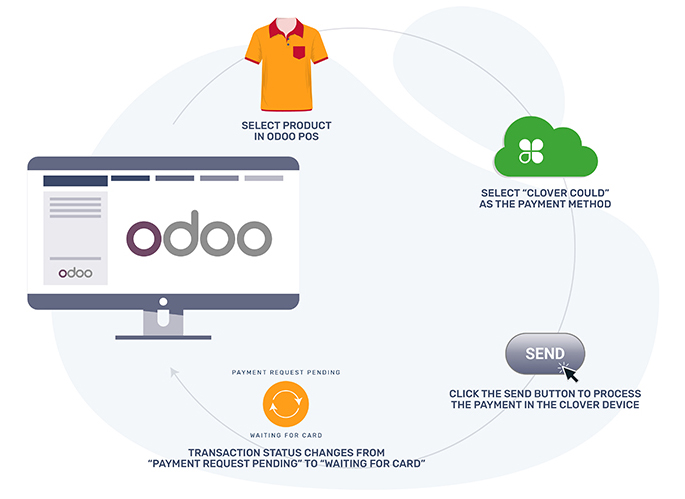 SELECT PRODUCT
IN ODOO POS
SELECT “CLOVER COULD”
AS THE PAYMENT METHOD
odoo
odoo
SEND
CLICK THE SEND BUTTON TO PROCESS
THE PAYMENT IN THE CLOVER DEVICE
PAYMENT REQUEST PENDING
WAITING FOR CARD
TRANSACTION STATUS CHANGES FROM
“PAYMENT REQUEST PENDING” TO “WAITING FOR CARD”